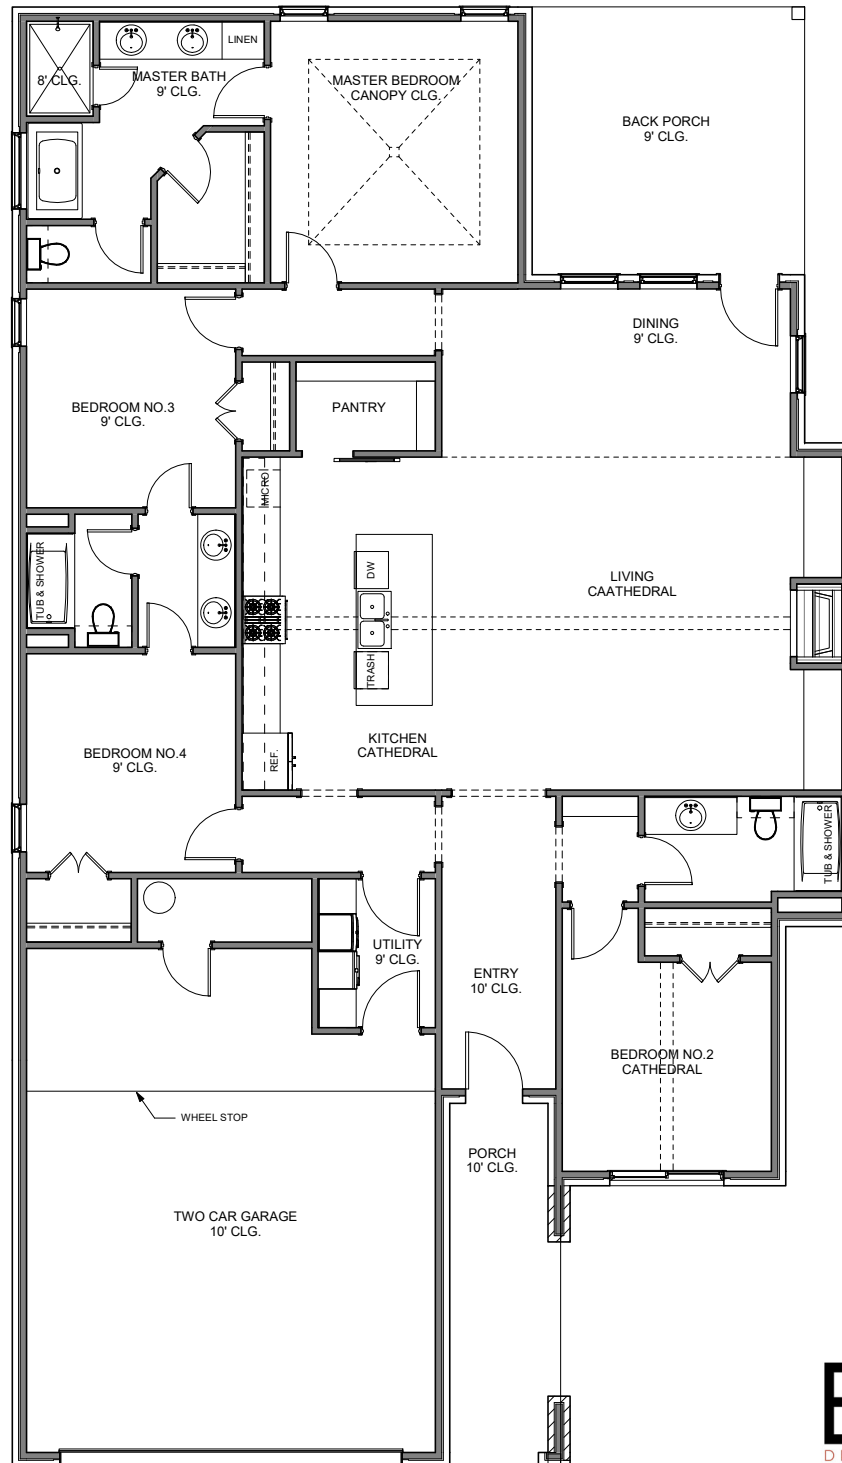 LINEN
8' CLG.
MASTER BATH
9' CLG.
MASTER BEDROOM
CANOPY CLG.
BACK PORCH
9' CLG.
DINING
9' CLG.
BEDROOM NO.3
9' CLG.
PANTRY
MICRO
TUB & SHOWER
DW
LIVING
CAATHEDRAL
TRASH
KITCHEN
CATHEDRAL
REF.
BEDROOM NO.4
9' CLG.
TUB & SHOWER
UTILITY
9' CLG.
ENTRY
10' CLG.
BEDROOM NO.2
CATHEDRAL
WHEEL STOP
PORCH
10' CLG.
TWO CAR GARAGE
10' CLG.